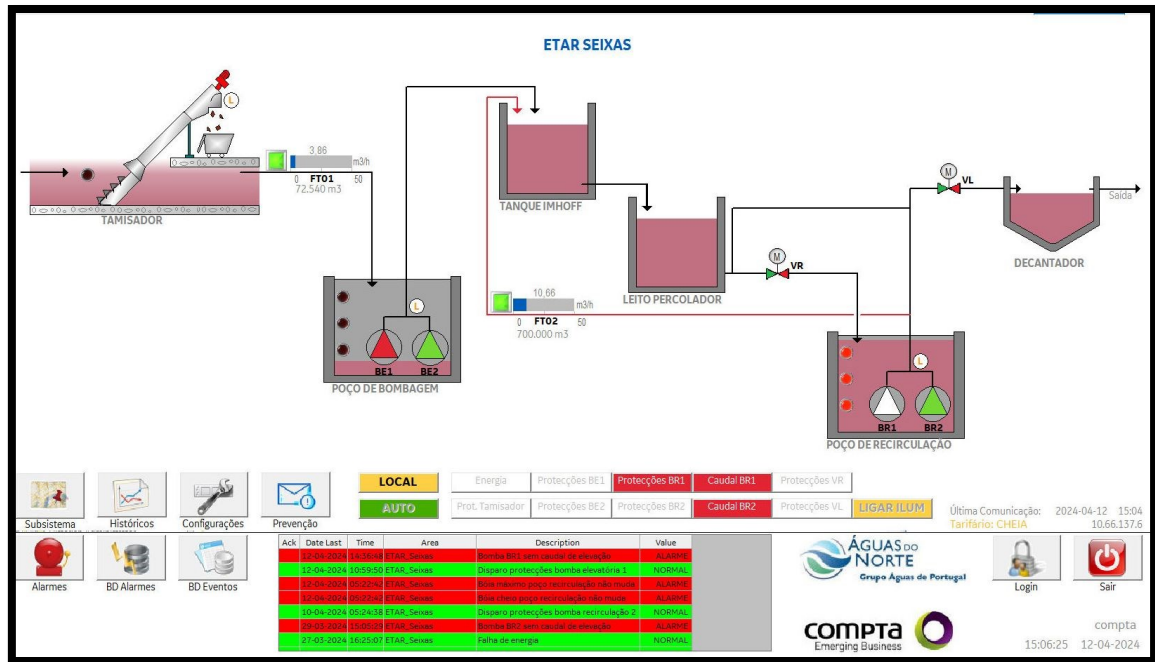 ETAR SEIXAS
L
3,86
m3/h
0 FT01 50
72.540 m3
TAMISADOR
TANQUE IMHOFF
M
VL
Saida
DECANTADOR
LEITO PERCOLADOR
M
VR
10,66
m3/h
0 FT02 50
700.000 m3
L
BE1 BE2
POÇO DE BOMBAGEM
L
BR1 BR2
POÇO DE RECIRCULAÇÃO
Subsistema Históricos Configurações Prevenção
LOCAL Energia Protecções BE1 Protecções BR1 Caudal BR1 Protecções VR
AUTO Prot. Tamisador Protecções BE2 Protecções BR2 Caudal BR2 Protecções VL LIGAR ILUM
Última Comunicação: 2024-04-12 15:04
Tarifário: CHEIA 10.66.137.6
Alarmes BD Alarmes BD Eventos
Ack Date Last Time Area Description Value
12-04-2024 14:36:48 ETAR_Seixas Bomba BR1 sem caudal de elevação ALARME
12-04-2024 10:59:50 ETAR_Seixas Disparo protecções bomba elevatória 1 NORMAL
12-04-2024 05:22:42 ETAR_Seixas Bóia máximo poço recirculação não muda ALARME
12-04-2024 05:22:42 ETAR_Seixas Bóia cheio poço recirculação não muda ALARME
10-04-2024 05:24:38 ETAR_Seixas Disparo protecções bomba recirculação 2 NORMAL
29-03-2024 15:05:29 ETAR_Seixas Bomba BR2 sem caudal de elevação ALARME
27-03-2024 16:25:07 ETAR_Seixas Falha de energia NORMAL
ÁGUAS DO
NORTE
Grupo Águas de Portugal
Login Sair
compta
Emerging Business
compta
15:06:25 12-04-2024